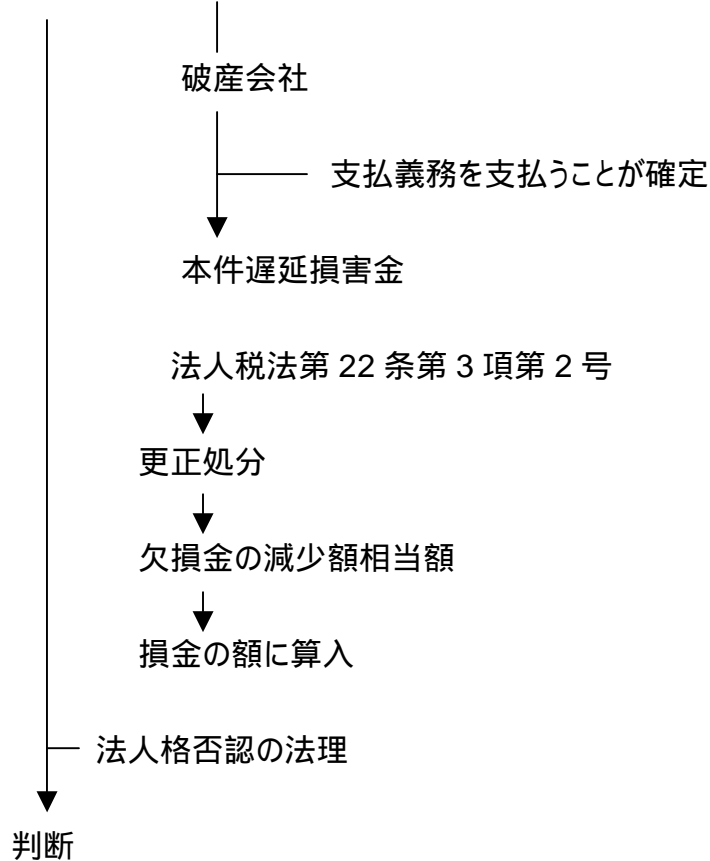 破産会社
支払義務を支払うことが確定
本件遅延損害金
法人税法第 22 条第 3 項第 2 号
更正処分
欠損金の減少額相当額
損金の額に算入
法人格否認の法理
判断